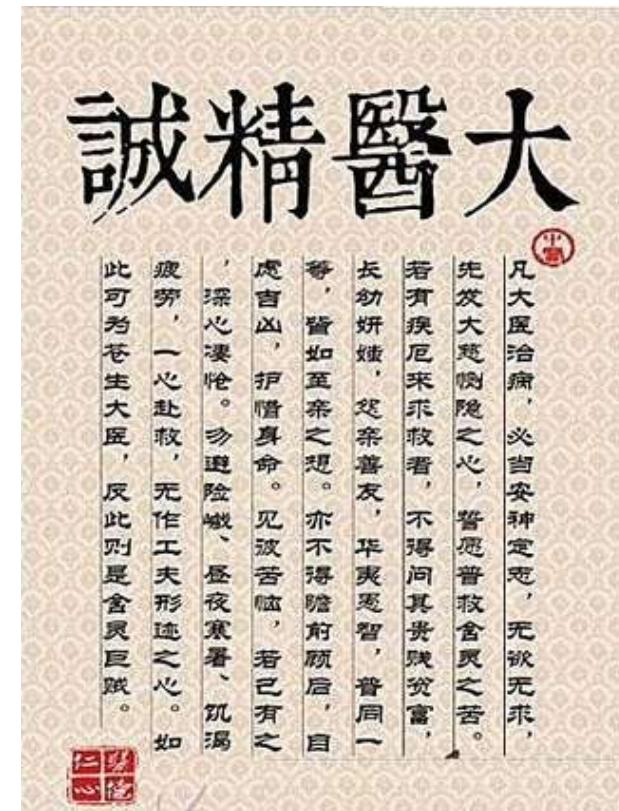 大醫精誠
凡大医治病，必当安神定志，无欲无求，
先发大慈恻隐之心，誓愿普救含灵之苦。
若有疾厄来求救者，不得问其贵贱贫富，
长幼妍媸，怨亲善友，华夷愚智，普同一
等，皆如至亲之想。亦不得瞻前顾后，自
虑吉凶，护惜身命。见彼苦恼，若己有之
，深心凄怆。勿避险巇、昼夜寒暑、饥渴
疲劳，一心赴救，无作工夫形迹之心。如
此可为苍生大医，反此则是含灵巨贼。